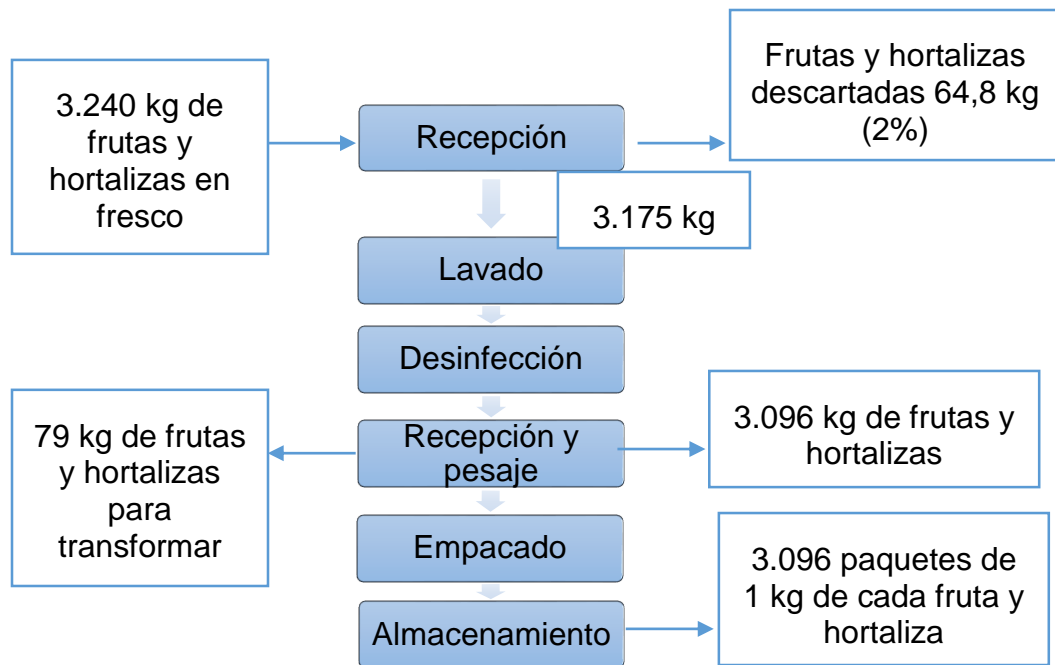 3.240 kg de
frutas y
hortalizas en
fresco
Recepción
Frutas y hortalizas
descartadas 64,8 kg
(2%)
3.175 kg
Lavado
Desinfección
79 kg de frutas
y hortalizas
para
transformar
Recepción y
pesaje
3.096 kg de frutas y
hortalizas
Empacado
Almacenamiento
3.096 paquetes de
1 kg de cada fruta y
hortaliza